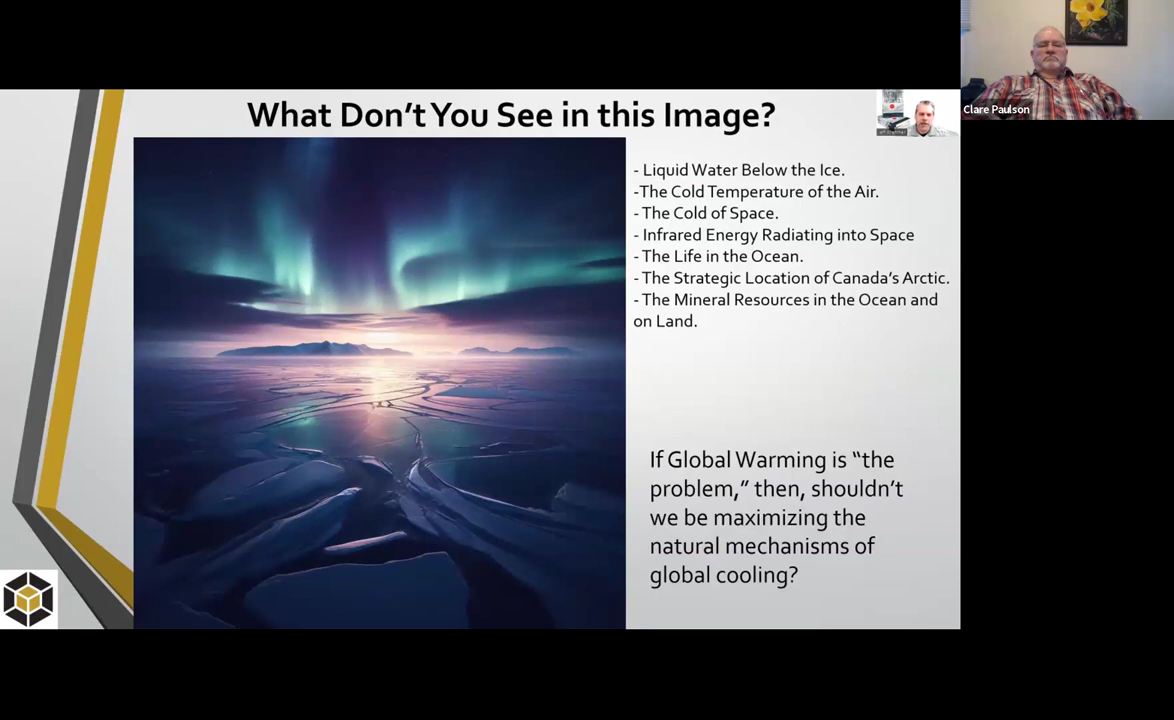 What Don't You See in this Image?
Clare Paulson
- Liquid Water Below the Ice.
-The Cold Temperature of the Air.
- The Cold of Space.
- Infrared Energy Radiating into Space
- The Life in the Ocean.
- The Strategic Location of Canada's Arctic.
- The Mineral Resources in the Ocean and
on Land.
If Global Warming is “the
problem,” then, shouldn’t
we be maximizing the
natural mechanisms of
global cooling?